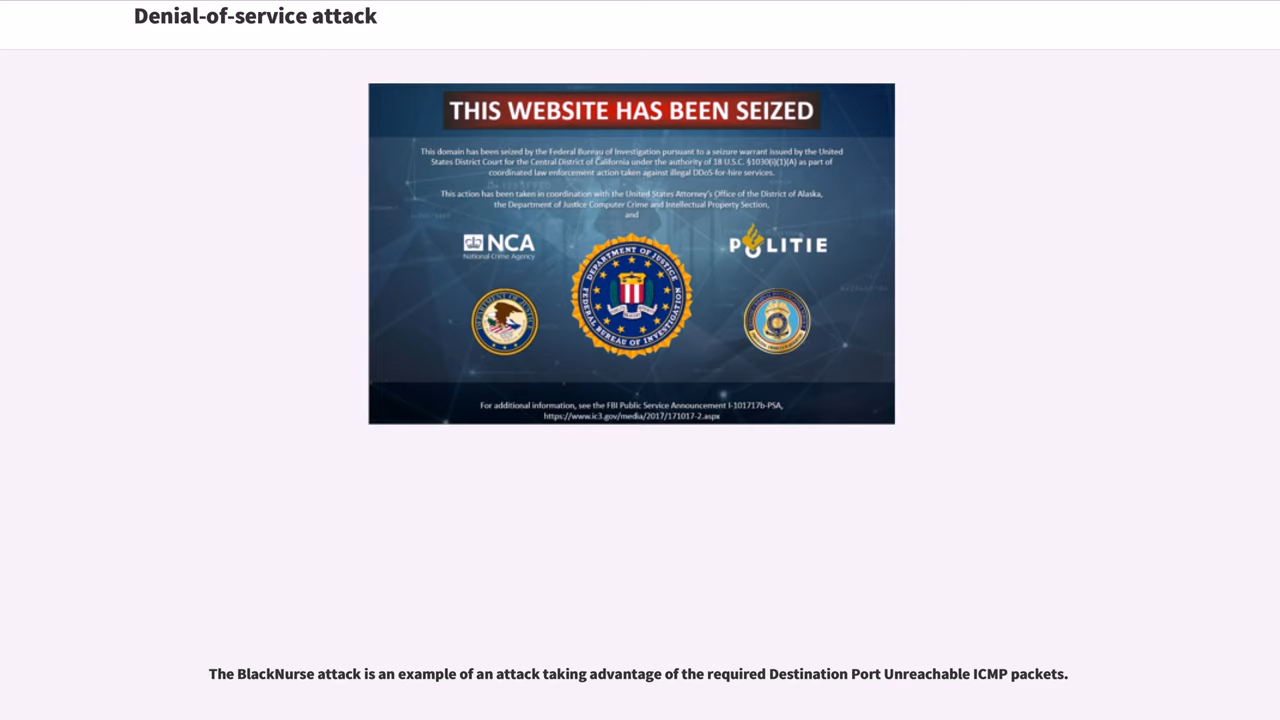 Denial-of-service attack
THIS WEBSITE HAS BEEN SEIZED
This domain has been seized by the Federal Bureau of Investigation pursuant to a seizure warrant issued by the United
States District Court for the Central District of California under the authority of 18 U.S.C. §1030(i)(1)(A) as part of
coordinated law enforcement action taken against illegal DDoS-for-hire services.
This action has been taken in coordination with the United States Attorney's Office of the District of Alaska,
the Department of Justice Computer Crime and Intellectual Property Section,
and
NCA
National Crime Agency
POLITIE
DEPARTMENT OF JUSTICE
FEDERAL BUREAU OF INVESTIGATION
DEPARTMENT OF JUSTICE
For additional information, see the FBI Public Service Announcement I-101717b-PSA,
https://www.ic3.gov/media/2017/171017-2.aspx
The BlackNurse attack is an example of an attack taking advantage of the required Destination Port Unreachable ICMP packets.